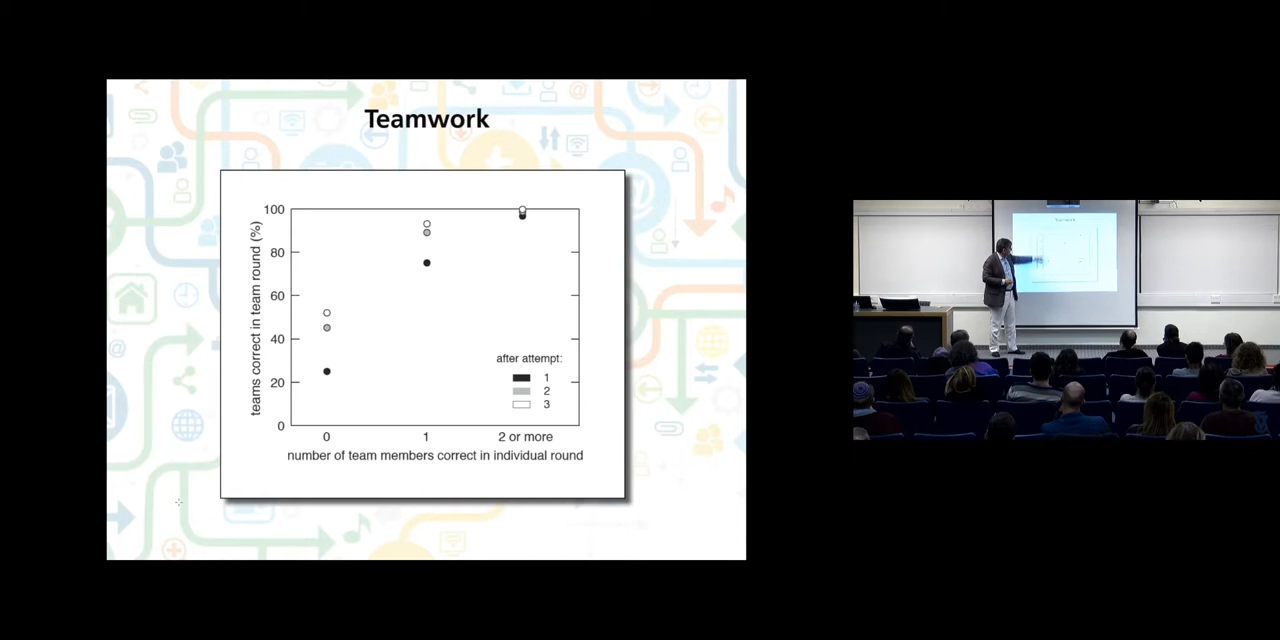 Teamwork
teams correct in team round (%)
100
80
60
40
20
0
0
1
2 or more
number of team members correct in individual round
after attempt:
1
2
3
Teamwork